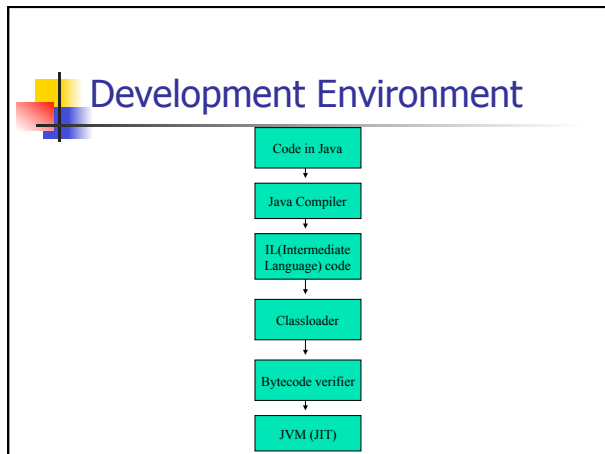 Development Environment
Code in Java
Java Compiler
IL(Intermediate
Language) code
Classloader
Bytecode verifier
JVM (JIT)